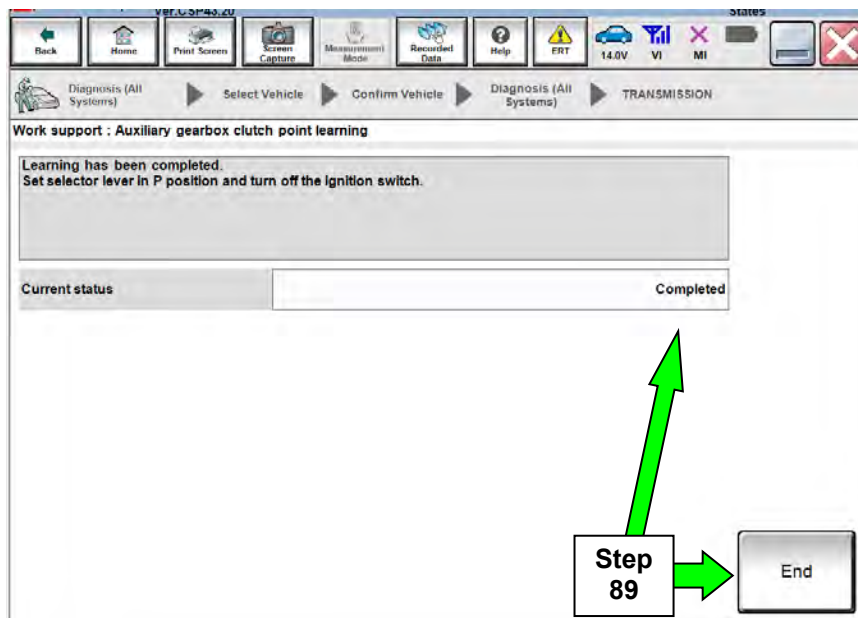 Ver.CSP43.20
States
Back
Home
Print Screen
Screen
Capture
Measurement
Mode
Recorded
Data
Help
ERT
14.0V
VI
MI
Diagnosis (All
Systems)
Select Vehicle
Confirm Vehicle
Diagnosis (All
Systems)
TRANSMISSION
Work support : Auxiliary gearbox clutch point learning
Learning has been completed.
Set selector lever in P position and turn off the ignition switch.
Current status
Completed
Step
89
End